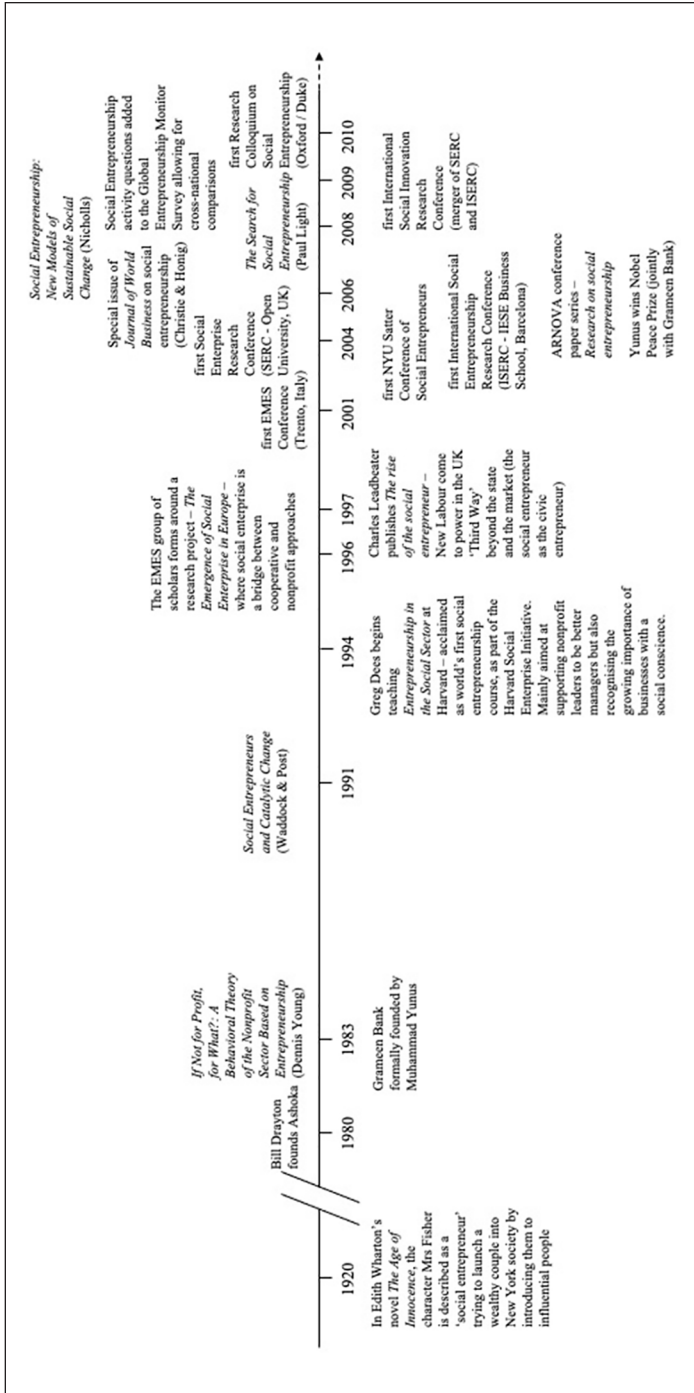 In Edith Wharton's
novel The Age of
Innocence, the
character Mrs Fisher
is described as a
'social entrepreneur'
trying to launch a
wealthy couple into
New York society by
introducing them to
influential people
1920
Bill Drayton
founds Ashoka
1980
If Not for Profit,
for What?: A
Behavioral Theory
of the Nonprofit
Sector Based on
Entrepreneurship
(Dennis Young)
1983
Grameen Bank
formally founded by
Muhammad Yunus
Social Entrepreneurs
and Catalytic Change
(Waddock & Post)
1991
1994
Greg Dees begins
teaching
Entrepreneurship in
the Social Sector at
Harvard – acclaimed
as world's first social
entrepreneurship
course, as part of the
Harvard Social
Enterprise Initiative.
Mainly aimed at
supporting nonprofit
leaders to be better
managers but also
recognising the
growing importance of
businesses with a
social conscience.
The EMES group of
scholars forms around a
research project – The
Emergence of Social
Enterprise in Europe –
where social enterprise is
a bridge between
cooperative and
nonprofit approaches
1996
1997
Charles Leadbeater
publishes The rise
of the social
entrepreneur –
New Labour come
to power in the UK
'Third Way'
beyond the state
and the market (the
social entrepreneur
as the civic
entrepreneur)
first EMES
Conference
(Trento, Italy)
2001
first Social
Enterprise
Research
Conference
(SERC - Open
University, UK)
2004
first NYU Satter
Conference of
Social Entrepreneurs
Social Entrepreneurship:
New Models of
Sustainable Social
Change (Nicholls)
Special issue of
Journal of World
Business on social
entrepreneurship
(Christie & Honig)
2006
first International Social
Entrepreneurship
Research Conference
(ISERC - IESE Business
School, Barcelona)
ARNOVA conference
paper series –
Research on social
entrepreneurship
Yunus wins Nobel
Peace Prize (jointly
with Grameen Bank)
The Search for
Social
Entrepreneurship
(Paul Light)
2008
Social Entrepreneurship
activity questions added
to the Global
Entrepreneurship Monitor
Survey allowing for
cross-national
comparisons
2009
first International
Social Innovation
Research
Conference
(merger of SERC
and ISERC)
first Research
Colloquium on
Social
Entrepreneurship
(Oxford / Duke)
2010